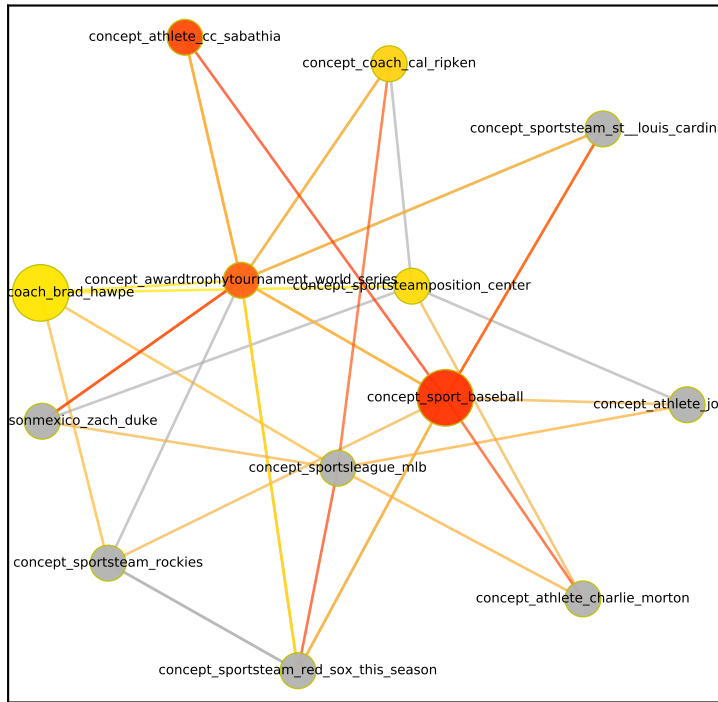 concept_athlete_cc_sabathia
concept_coach_cal_ripken
concept_sportsteam_st__louis_cardin
concept_awardtrophytournament_world_series
concept_sportsteamposition_center
coach_brad_hawpe
concept_sport_baseball
concept_athlete_jo
sonmexico_zach_duke
concept_sportsleague_mlb
concept_sportsteam_rockies
concept_athlete_charlie_morton
concept_sportsteam_red_sox_this_season